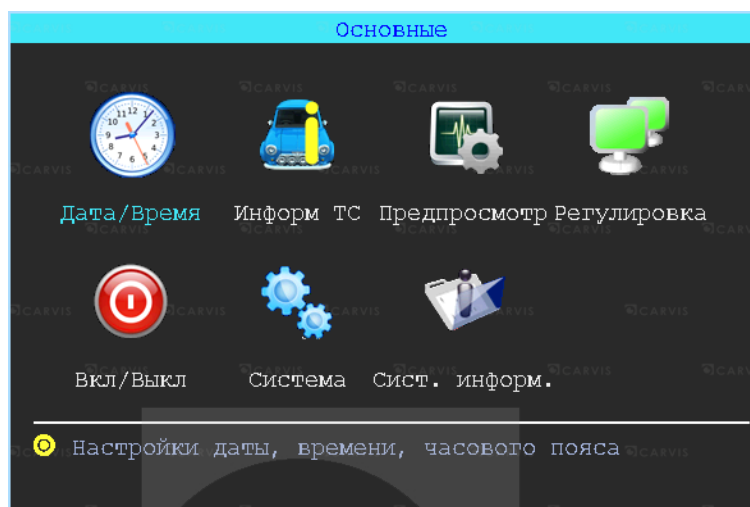 Основные
Дата/Время Информ ТС Предпросмотр Регулировка
Вкл/Выкл Система Сист. информ.
Настройки даты, времени, часового пояса